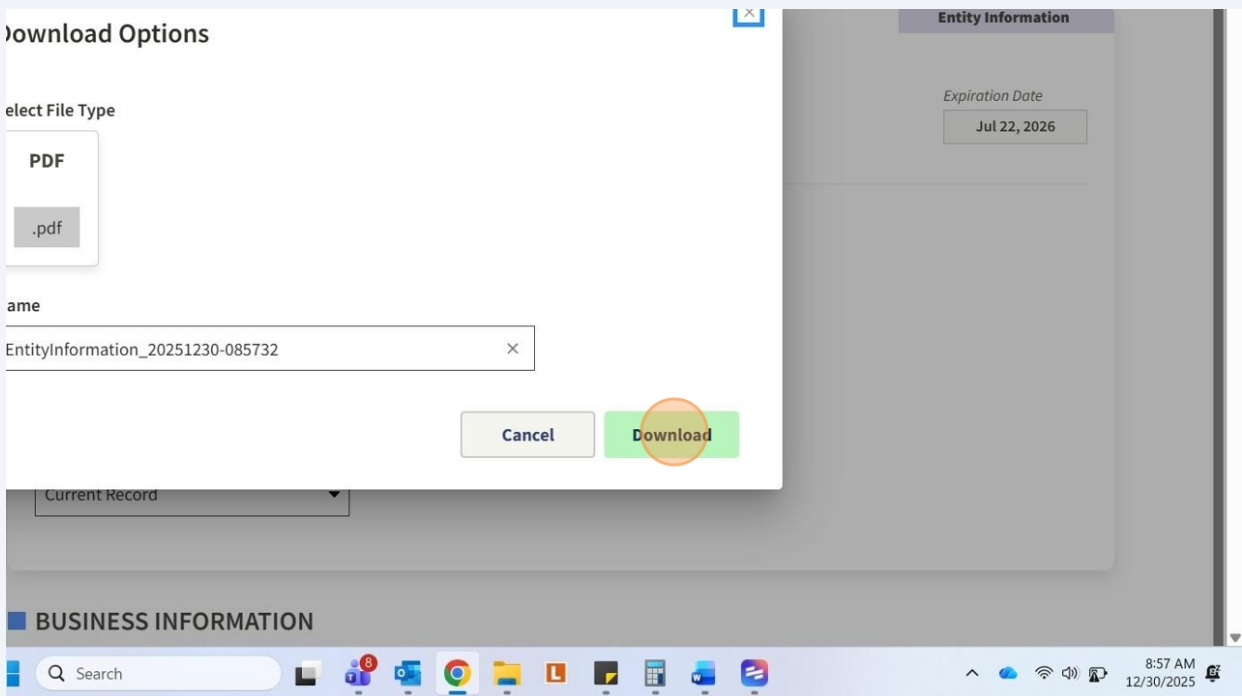 Download Options
Entity Information
Expiration Date
Jul 22, 2026
elect File Type
PDF
.pdf
ame
EntityInformation_20251230-085732
Cancel
Download
Current Record
BUSINESS INFORMATION
Search
8
L
8:57 AM
12/30/2025